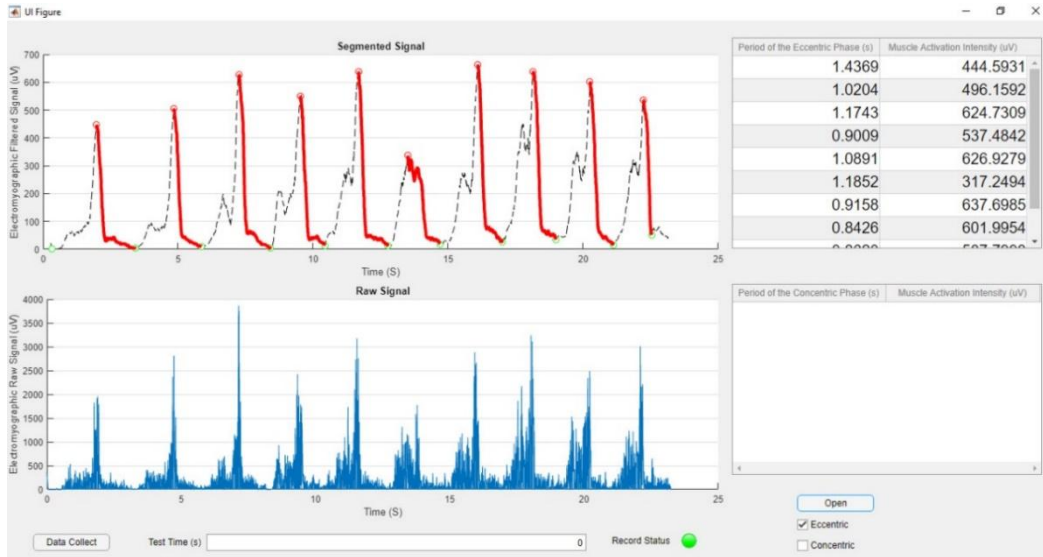 UI Figure
Segmented Signal
Electromyographic Filtered Signal (uV)
700
600
500
400
300
200
100
0
0 5 10 15 20 25
Time (S)
Period of the Eccentric Phase (s) Muscle Activation Intensity (uV)
1.4369 444.5931
1.0204 496.1592
1.1743 624.7309
0.9009 537.4842
1.0891 626.9279
1.1852 317.2494
0.9158 637.6985
0.8426 601.9954
Raw Signal
Electromyographic Raw Signal (uV)
4000
3500
3000
2500
2000
1500
1000
500
0
0 5 10 15 20 25
Time (S)
Period of the Concentric Phase (s) Muscle Activation Intensity (uV)
Open
Eccentric
Concentric
Data Collect Test Time (s) 0 Record Status